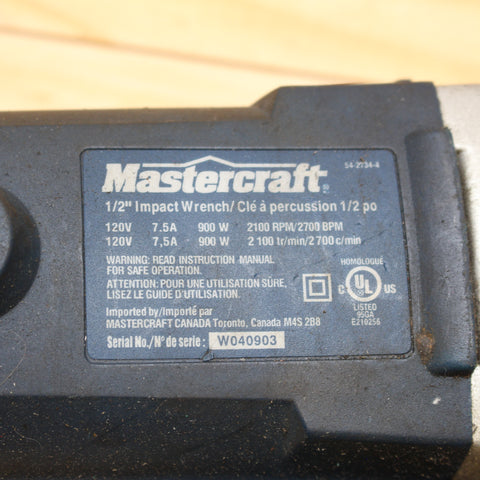 54-2734-4
Mastercraft®
1/2" Impact Wrench/ Clé à percussion 1/2 po
120V 7.5A 900 W 2100 RPM/2700 BPM
120V 7,5A 900 W 2 100 tr/min/2 700 c/min
WARNING: READ INSTRUCTION MANUAL
FOR SAFE OPERATION.
ATTENTION: POUR UNE UTILISATION SÛRE,
LISEZ LE GUIDE D'UTILISATION.
HOMOLOGUÉ
C UL US
LISTED
95GA
E210256
Imported by/Importé par
MASTERCRAFT CANADA Toronto, Canada M4S 2B8
Serial No./N° de serie: W040903